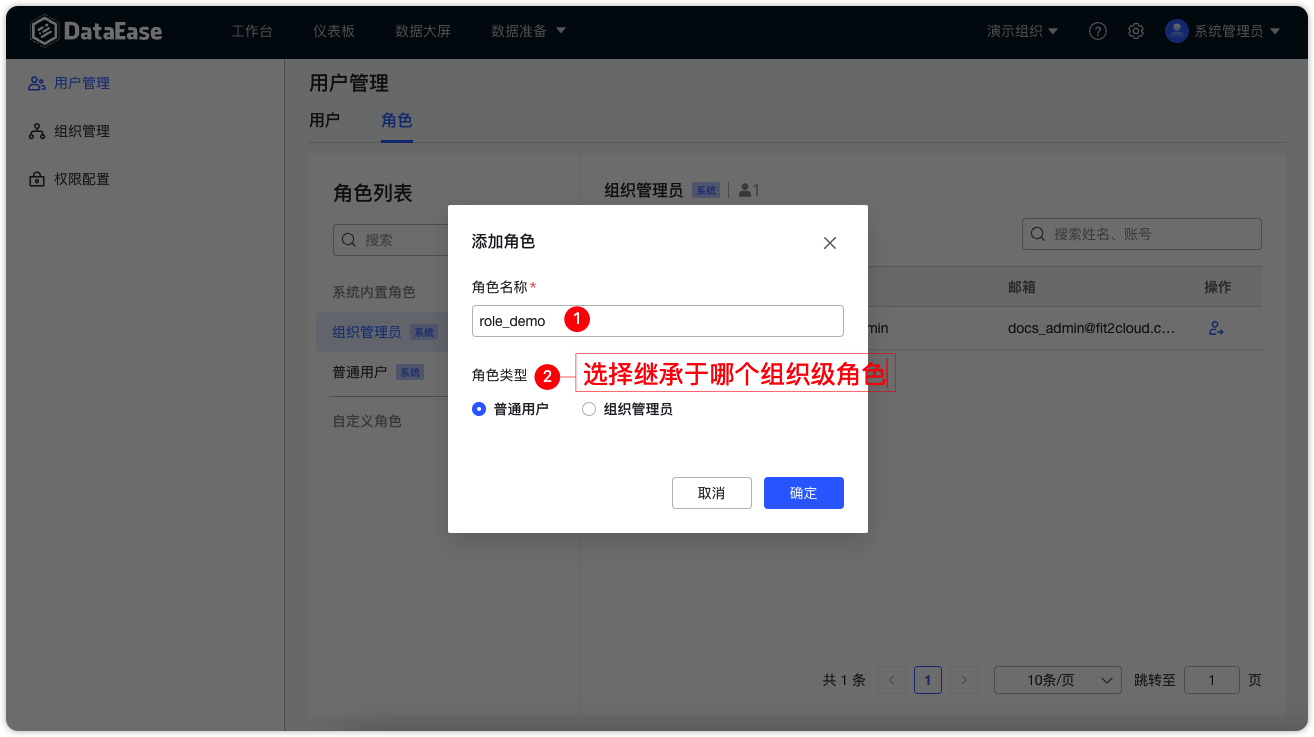 DataEase 工作台 仪表板 数据大屏 数据准备 演示组织 ? 系统管理员
用户管理
组织管理
权限配置
用户管理
用户 角色
角色列表
搜索
系统内置角色
组织管理员 系统
普通用户 系统
自定义角色
组织管理员 系统 1
搜索姓名、账号
邮箱 操作
min docs_admin@fit2cloud.c...
添加角色
角色名称*
role_demo 1
角色类型 2 选择继承于哪个组织级角色
普通用户 组织管理员
取消 确定
共 1 条 1 10条/页 跳转至 1 页